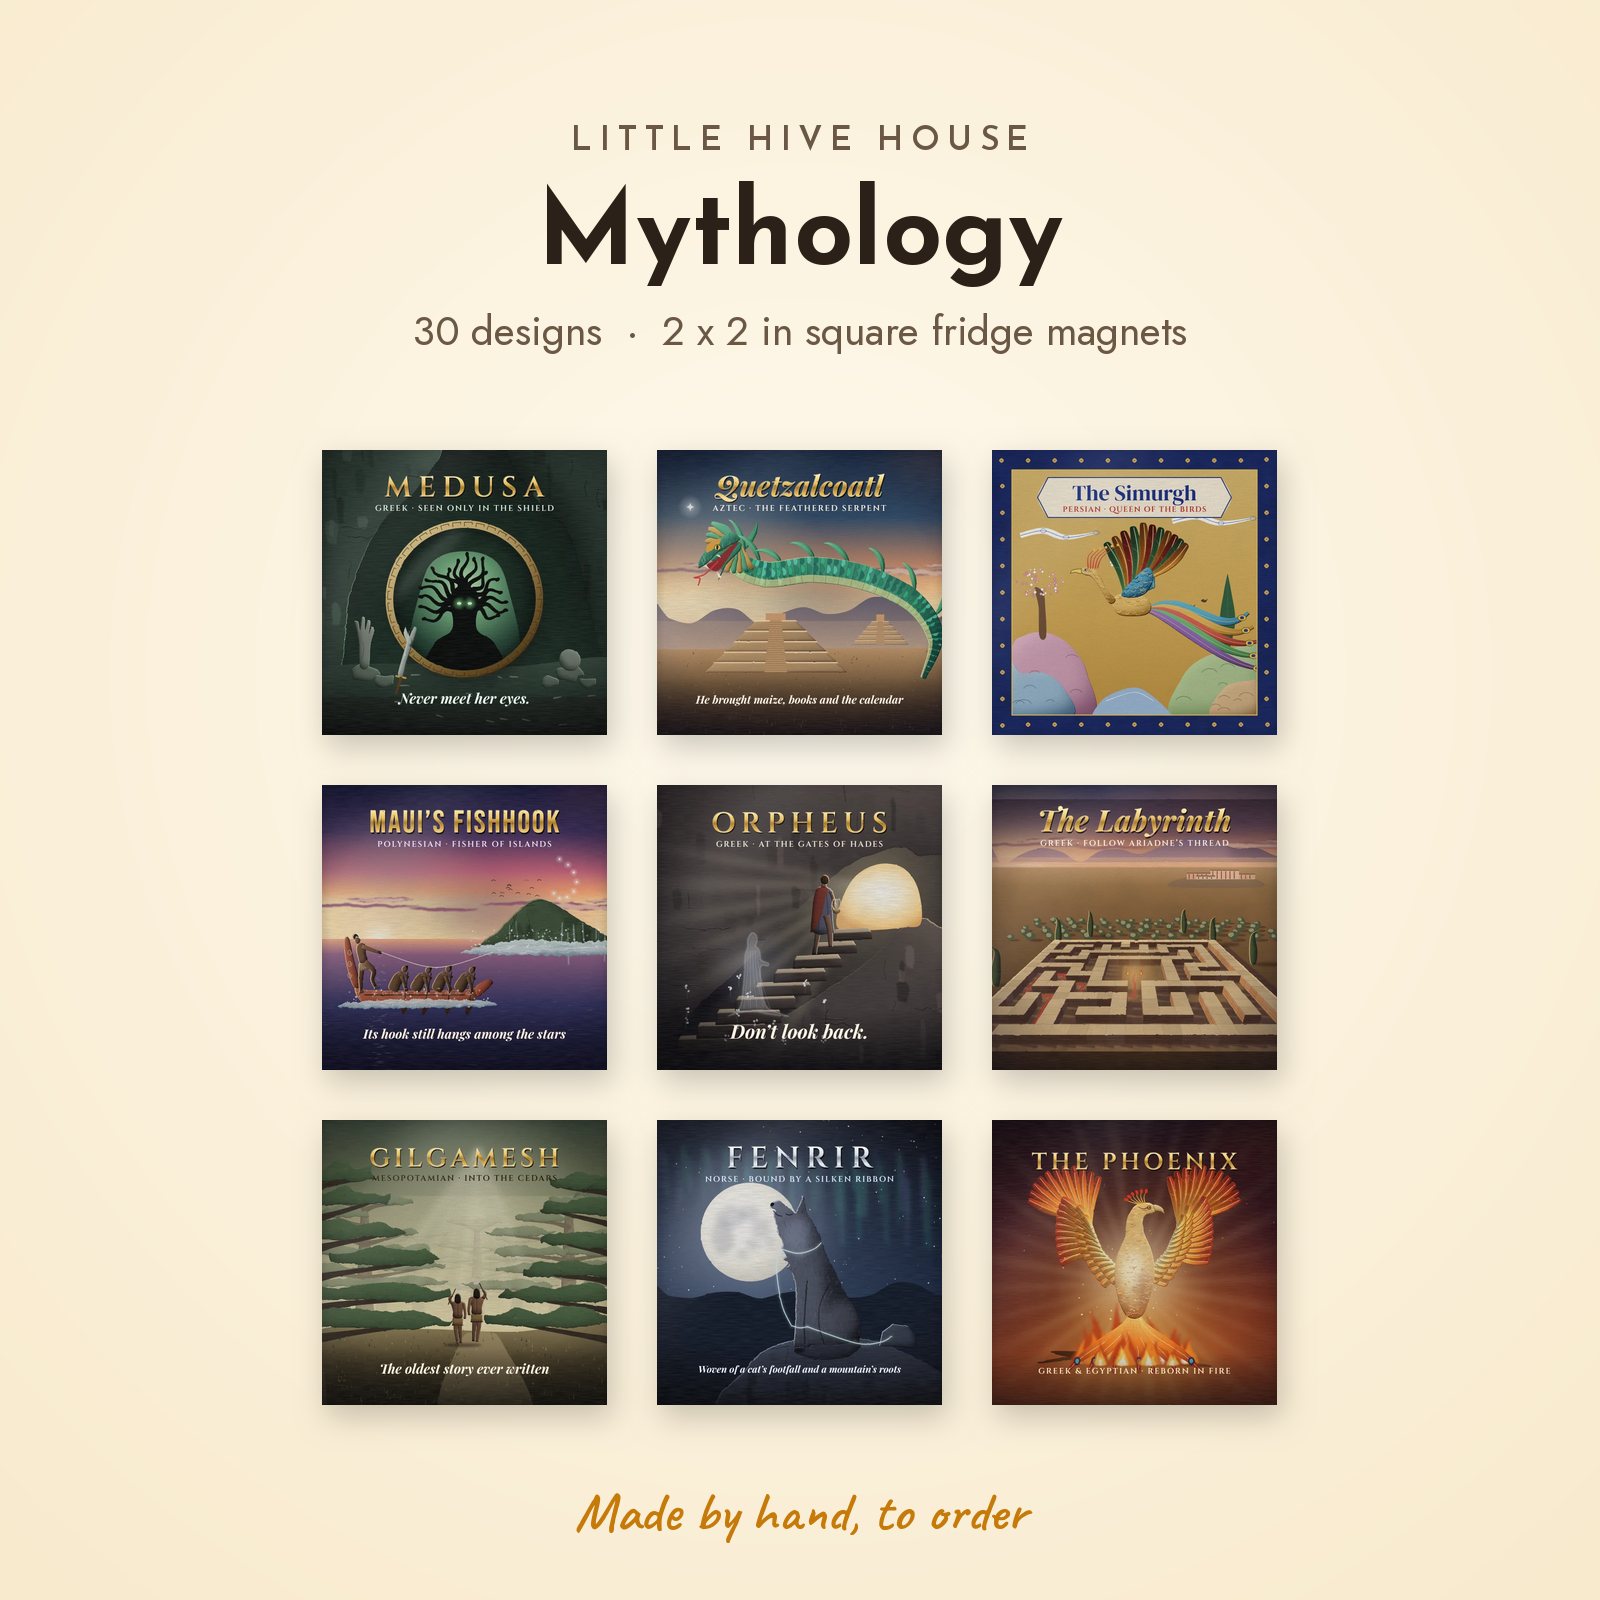 LITTLE HIVE HOUSE
Mythology
30 designs · 2 x 2 in square fridge magnets
MEDUSA
GREEK · SEEN ONLY IN THE SHIELD
Never meet her eyes.
Quetzalcoatl
AZTEC · THE FEATHERED SERPENT
He brought maize, books and the calendar
The Simurgh
PERSIAN · QUEEN OF THE BIRDS
MAUI'S FISHHOOK
POLYNESIAN · FISHER OF ISLANDS
Its hook still hangs among the stars
ORPHEUS
GREEK · AT THE GATES OF HADES
Don't look back.
The Labyrinth
GREEK · FOLLOW ARIADNE'S THREAD
GILGAMESH
MESOPOTAMIAN · INTO THE CEDARS
The oldest story ever written
FENRIR
NORSE · BOUND BY A SILKEN RIBBON
Woven of a cat's footfall and a mountain's roots
THE PHOENIX
GREEK & EGYPTIAN · REBORN IN FIRE
Made by hand, to order